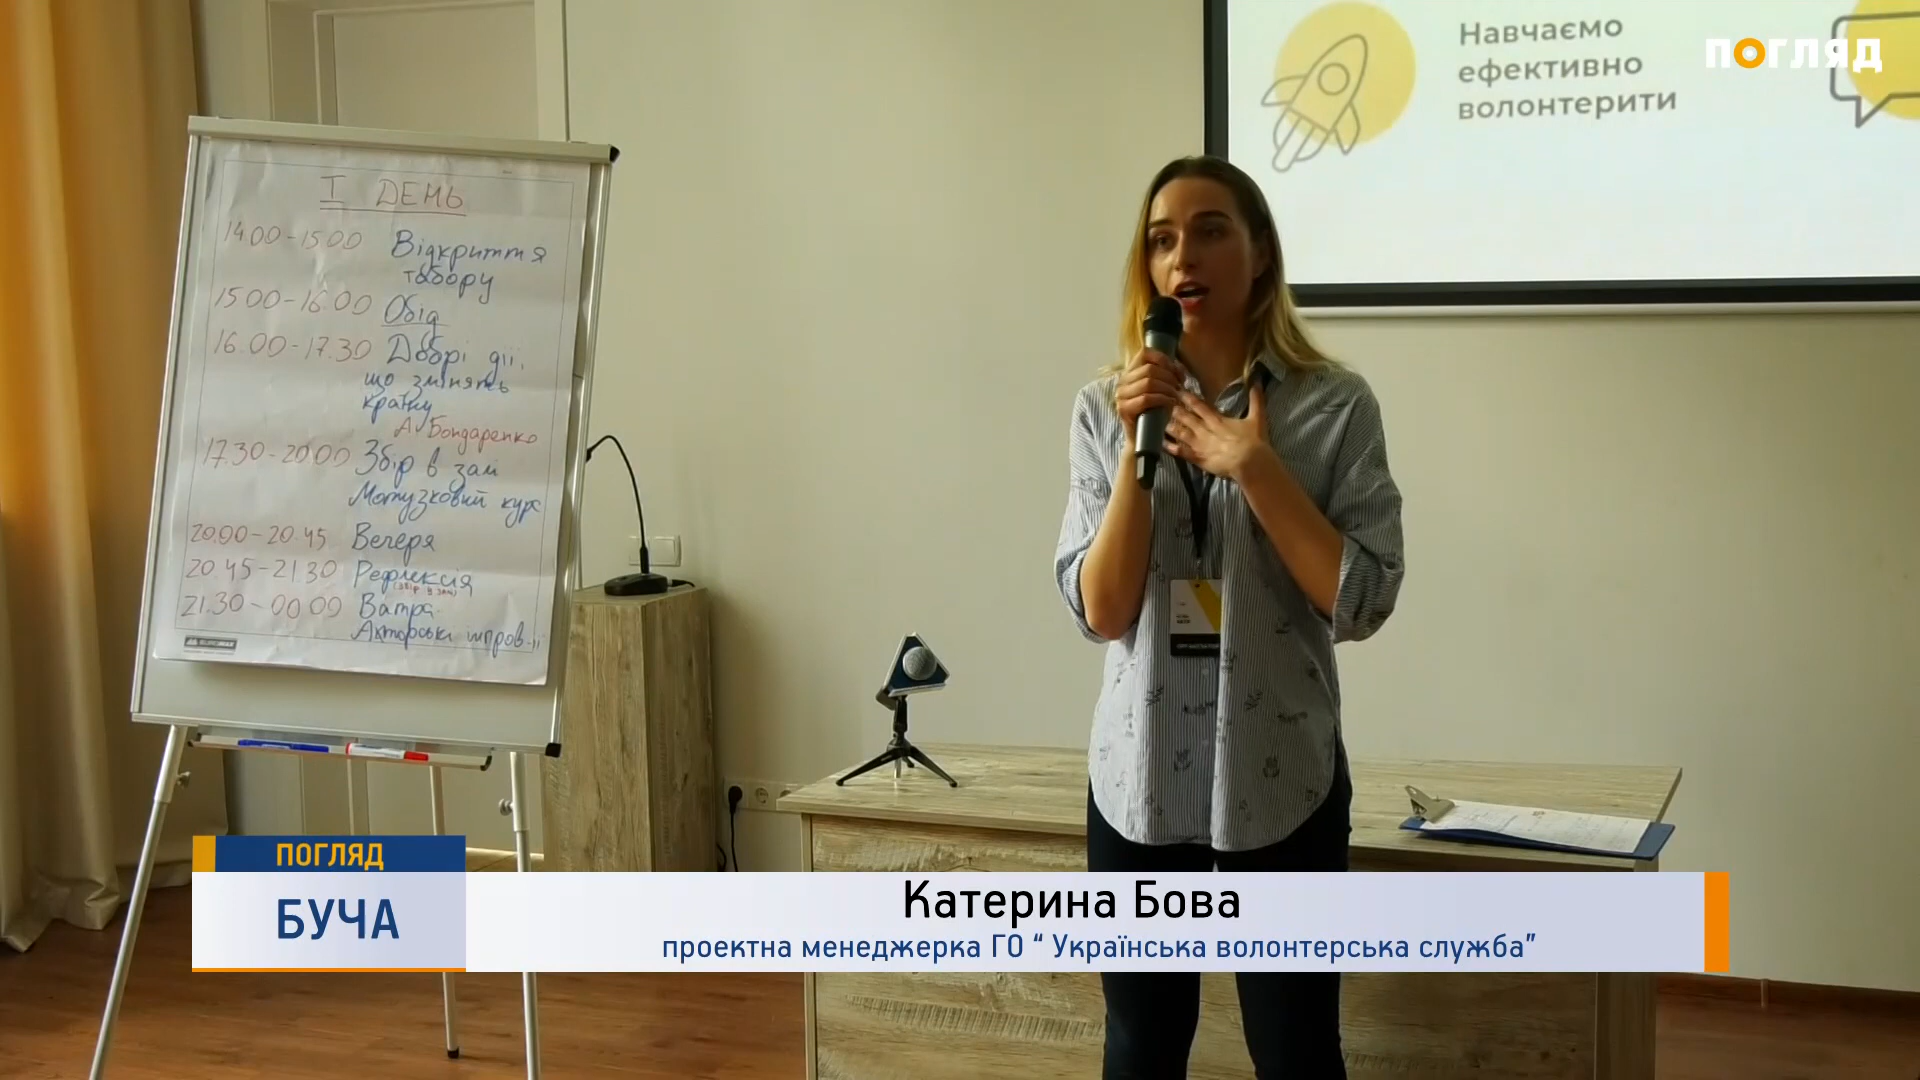 Навчаємо
ефективно
волонтерити
ПОГЛЯД
І ДЕНЬ
14.00-15.00 Відкриття
табору
15.00-16.00 Обід
16.00-17.30 Добрі дії,
що змінять
країну
А. Бондаренко
17.30-20.00 Збір в залі
Мотузковий курс
20.00-20.45 Вечеря
20.45-21.30 Рефлексія
(збір в залі)
21.30-00.00 Ватра.
Акторські імпров-ії
ПОГЛЯД
БУЧА
Катерина Бова
проектна менеджерка ГО “ Українська волонтерська служба”